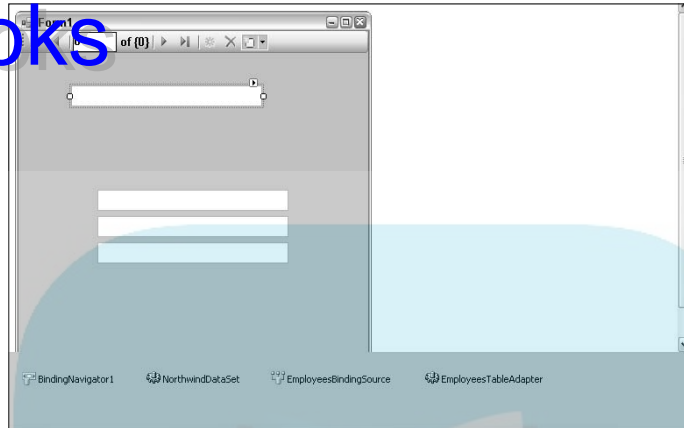 Form1
oks
of {0}
BindingNavigator1 NorthwindDataSet EmployeesBindingSource EmployeesTableAdapter